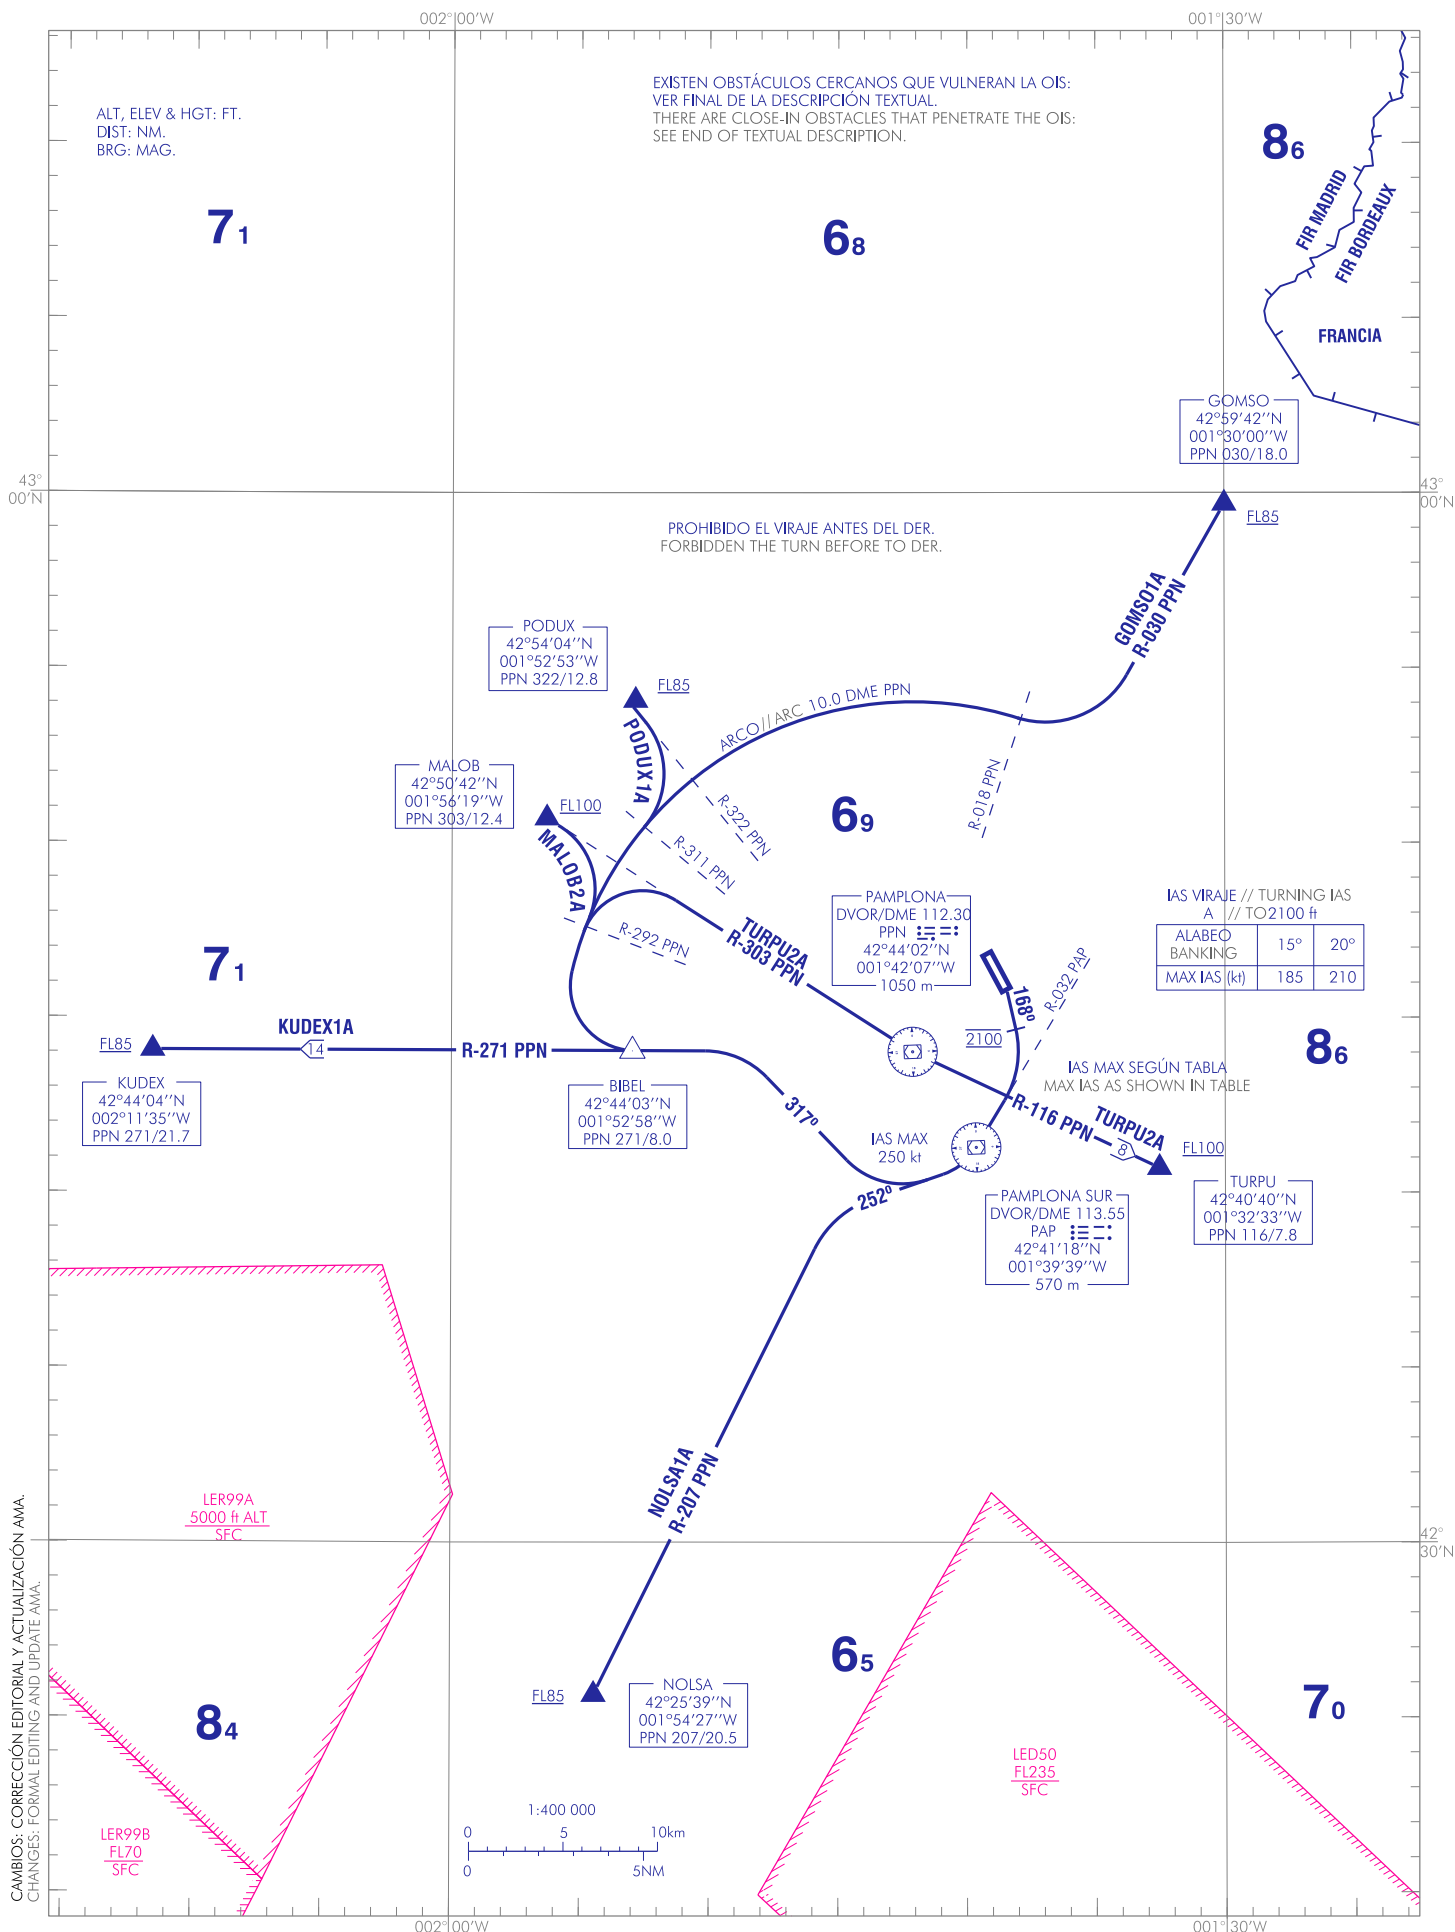 002°00'W
001°30'W
ALT, ELEV & HGT: FT.
DIST: NM.
BRG: MAG.
EXISTEN OBSTÁCULOS CERCANOS QUE VULNERAN LA OIS:
VER FINAL DE LA DESCRIPCIÓN TEXTUAL.
THERE ARE CLOSE-IN OBSTACLES THAT PENETRATE THE OIS:
SEE END OF TEXTUAL DESCRIPTION.
86
71
68
FIR MADRID
FIR BORDEAUX
FRANCIA
GOMSO
42°59'42''N
001°30'00''W
PPN 030/18.0
43°
00'N
43°
00'N
FL85
PROHIBIDO EL VIRAJE ANTES DEL DER.
FORBIDDEN THE TURN BEFORE TO DER.
GOMSO1A
R-030 PPN
PODUX
42°54'04''N
001°52'53''W
PPN 322/12.8
FL85
PODUX1A
ARCO//ARC 10.0 DME PPN
R-018 PPN
MALOB
42°50'42''N
001°56'19''W
PPN 303/12.4
FL100
MALOB2A
R-322 PPN
R-311 PPN
R-292 PPN
69
TURPU2A
R-303 PPN
PAMPLONA
DVOR/DME 112.30
PPN
42°44'02''N
001°42'07''W
1050 m
IAS VIRAJE // TURNING IAS
A // TO2100 ft
ALABEO
BANKING
15° 20°
MAX IAS (kt) 185 210
71
168º
R-032 PAP
2100
86
KUDEX1A
FL85
14
R-271 PPN
KUDEX
42°44'04''N
002°11'35''W
PPN 271/21.7
BIBEL
42°44'03''N
001°52'58''W
PPN 271/8.0
317º
IAS MAX SEGÚN TABLA
MAX IAS AS SHOWN IN TABLE
R-116 PPN
TURPU2A
8
FL100
IAS MAX
250 kt
252º
TURPU
42°40'40''N
001°32'33''W
PPN 116/7.8
PAMPLONA SUR
DVOR/DME 113.55
PAP
42°41'18''N
001°39'39''W
570 m
NOLSA1A
R-207 PPN
LER99A
5000 ft ALT
SFC
42°
30'N
65
FL85
NOLSA
42°25'39''N
001°54'27''W
PPN 207/20.5
84
70
LED50
FL235
SFC
LER99B
FL70
SFC
1:400 000
0 5 10km
0 5NM
CAMBIOS: CORRECCIÓN EDITORIAL Y ACTUALIZACIÓN AMA.
CHANGES: FORMAL EDITING AND UPDATE AMA.
002°00'W
001°30'W